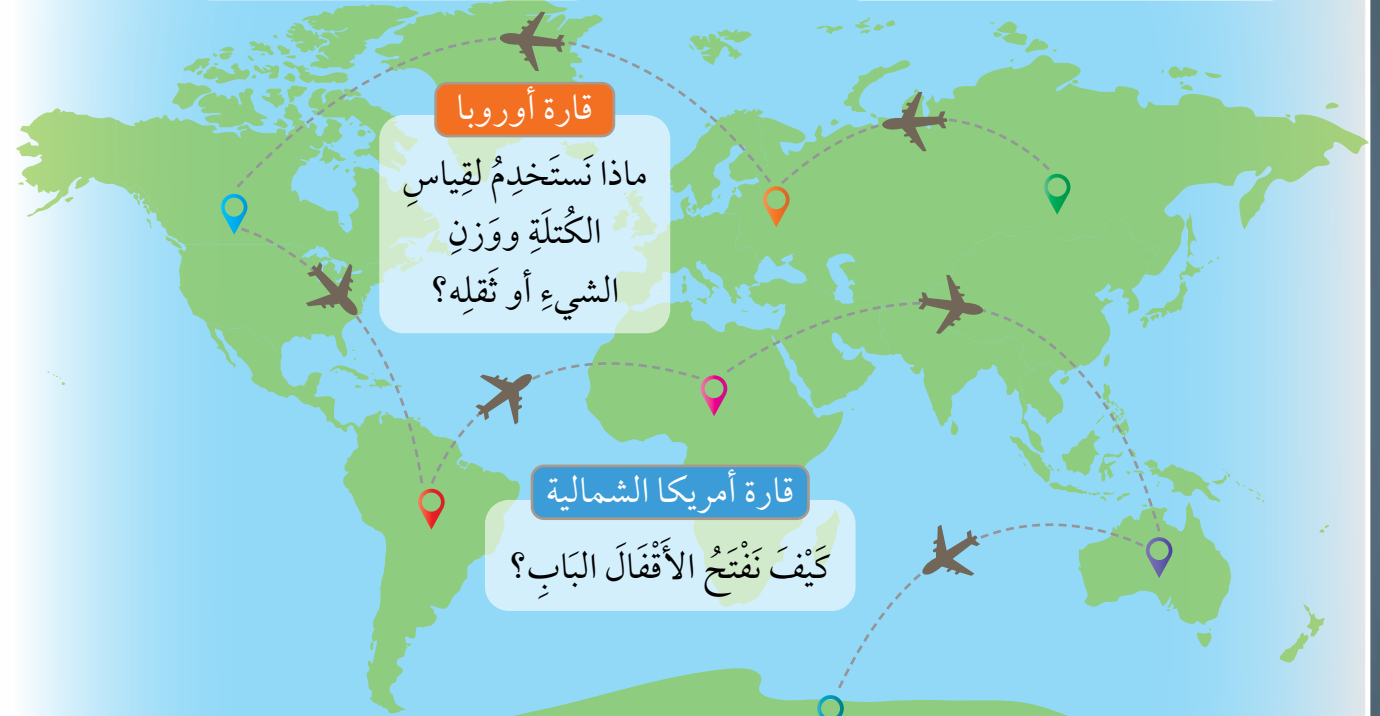 قارة أوروبا
ماذا نَستَخدِمُ لقِياسِ
الكُتلَةِ ووَزنِ
الشيءِ أو ثَقلِه؟
قارة أمريكا الشمالية
كَيْفَ نَفْتَحُ الأَقْفَالَ البَابِ؟